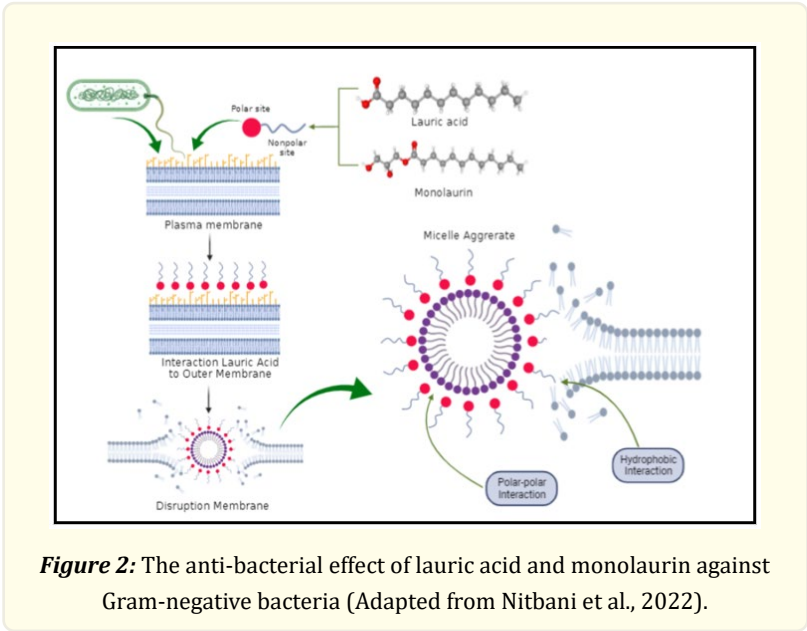 Polar site
Nonpolar
site
Lauric acid
Monolaurin
Plasma membrane
Micelle Aggrerate
Interaction Lauric Acid
to Outer Membrane
Disruption Membrane
Polar-polar
Interaction
Hydrophobic
Interaction
Figure 2: The anti-bacterial effect of lauric acid and monolaurin against
Gram-negative bacteria (Adapted from Nitbani et al., 2022).